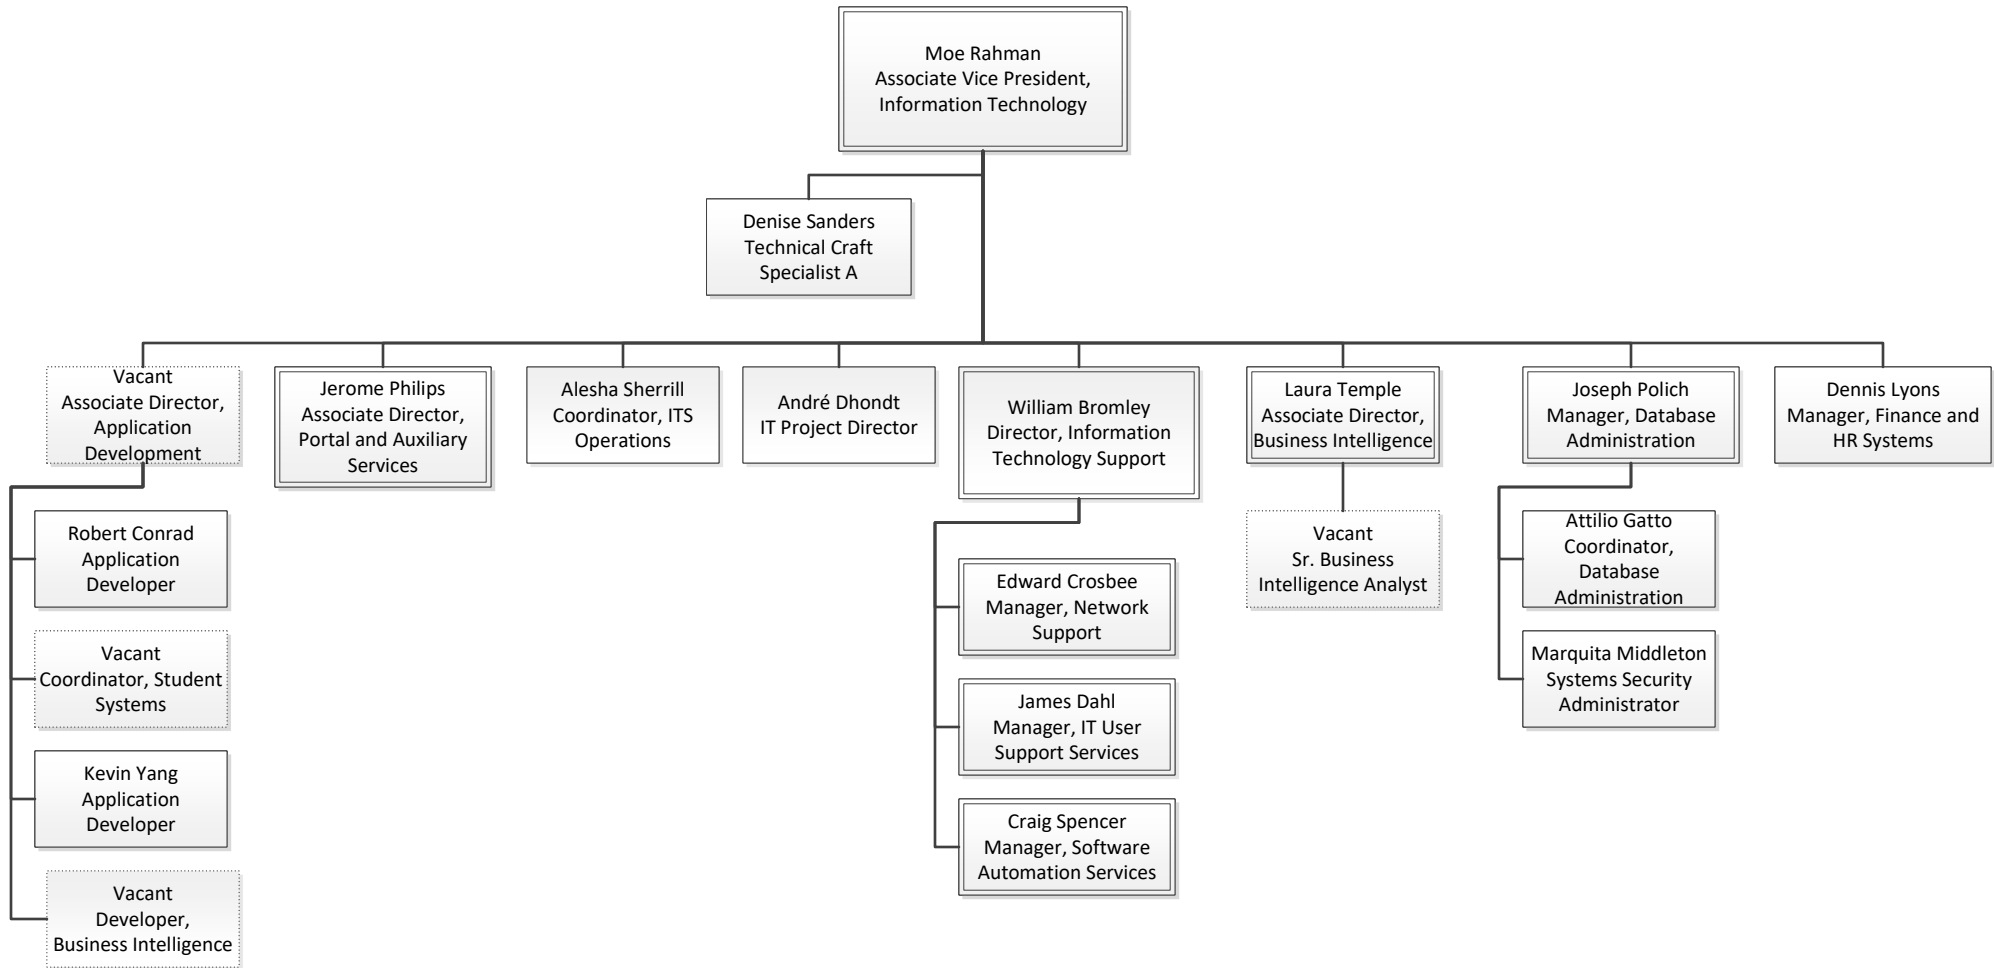 Moe Rahman
Associate Vice President,
Information Technology
Denise Sanders
Technical Craft
Specialist A
Vacant
Associate Director,
Application
Development
Jerome Philips
Associate Director,
Portal and Auxiliary
Services
Alesha Sherrill
Coordinator, ITS
Operations
André Dhondt
IT Project Director
William Bromley
Director, Information
Technology Support
Laura Temple
Associate Director,
Business Intelligence
Joseph Polich
Manager, Database
Administration
Dennis Lyons
Manager, Finance and
HR Systems
Robert Conrad
Application
Developer
Vacant
Coordinator, Student
Systems
Kevin Yang
Application
Developer
Vacant
Developer,
Business Intelligence
Edward Crosbee
Manager, Network
Support
James Dahl
Manager, IT User
Support Services
Craig Spencer
Manager, Software
Automation Services
Vacant
Sr. Business
Intelligence Analyst
Attilio Gatto
Coordinator,
Database
Administration
Marquita Middleton
Systems Security
Administrator